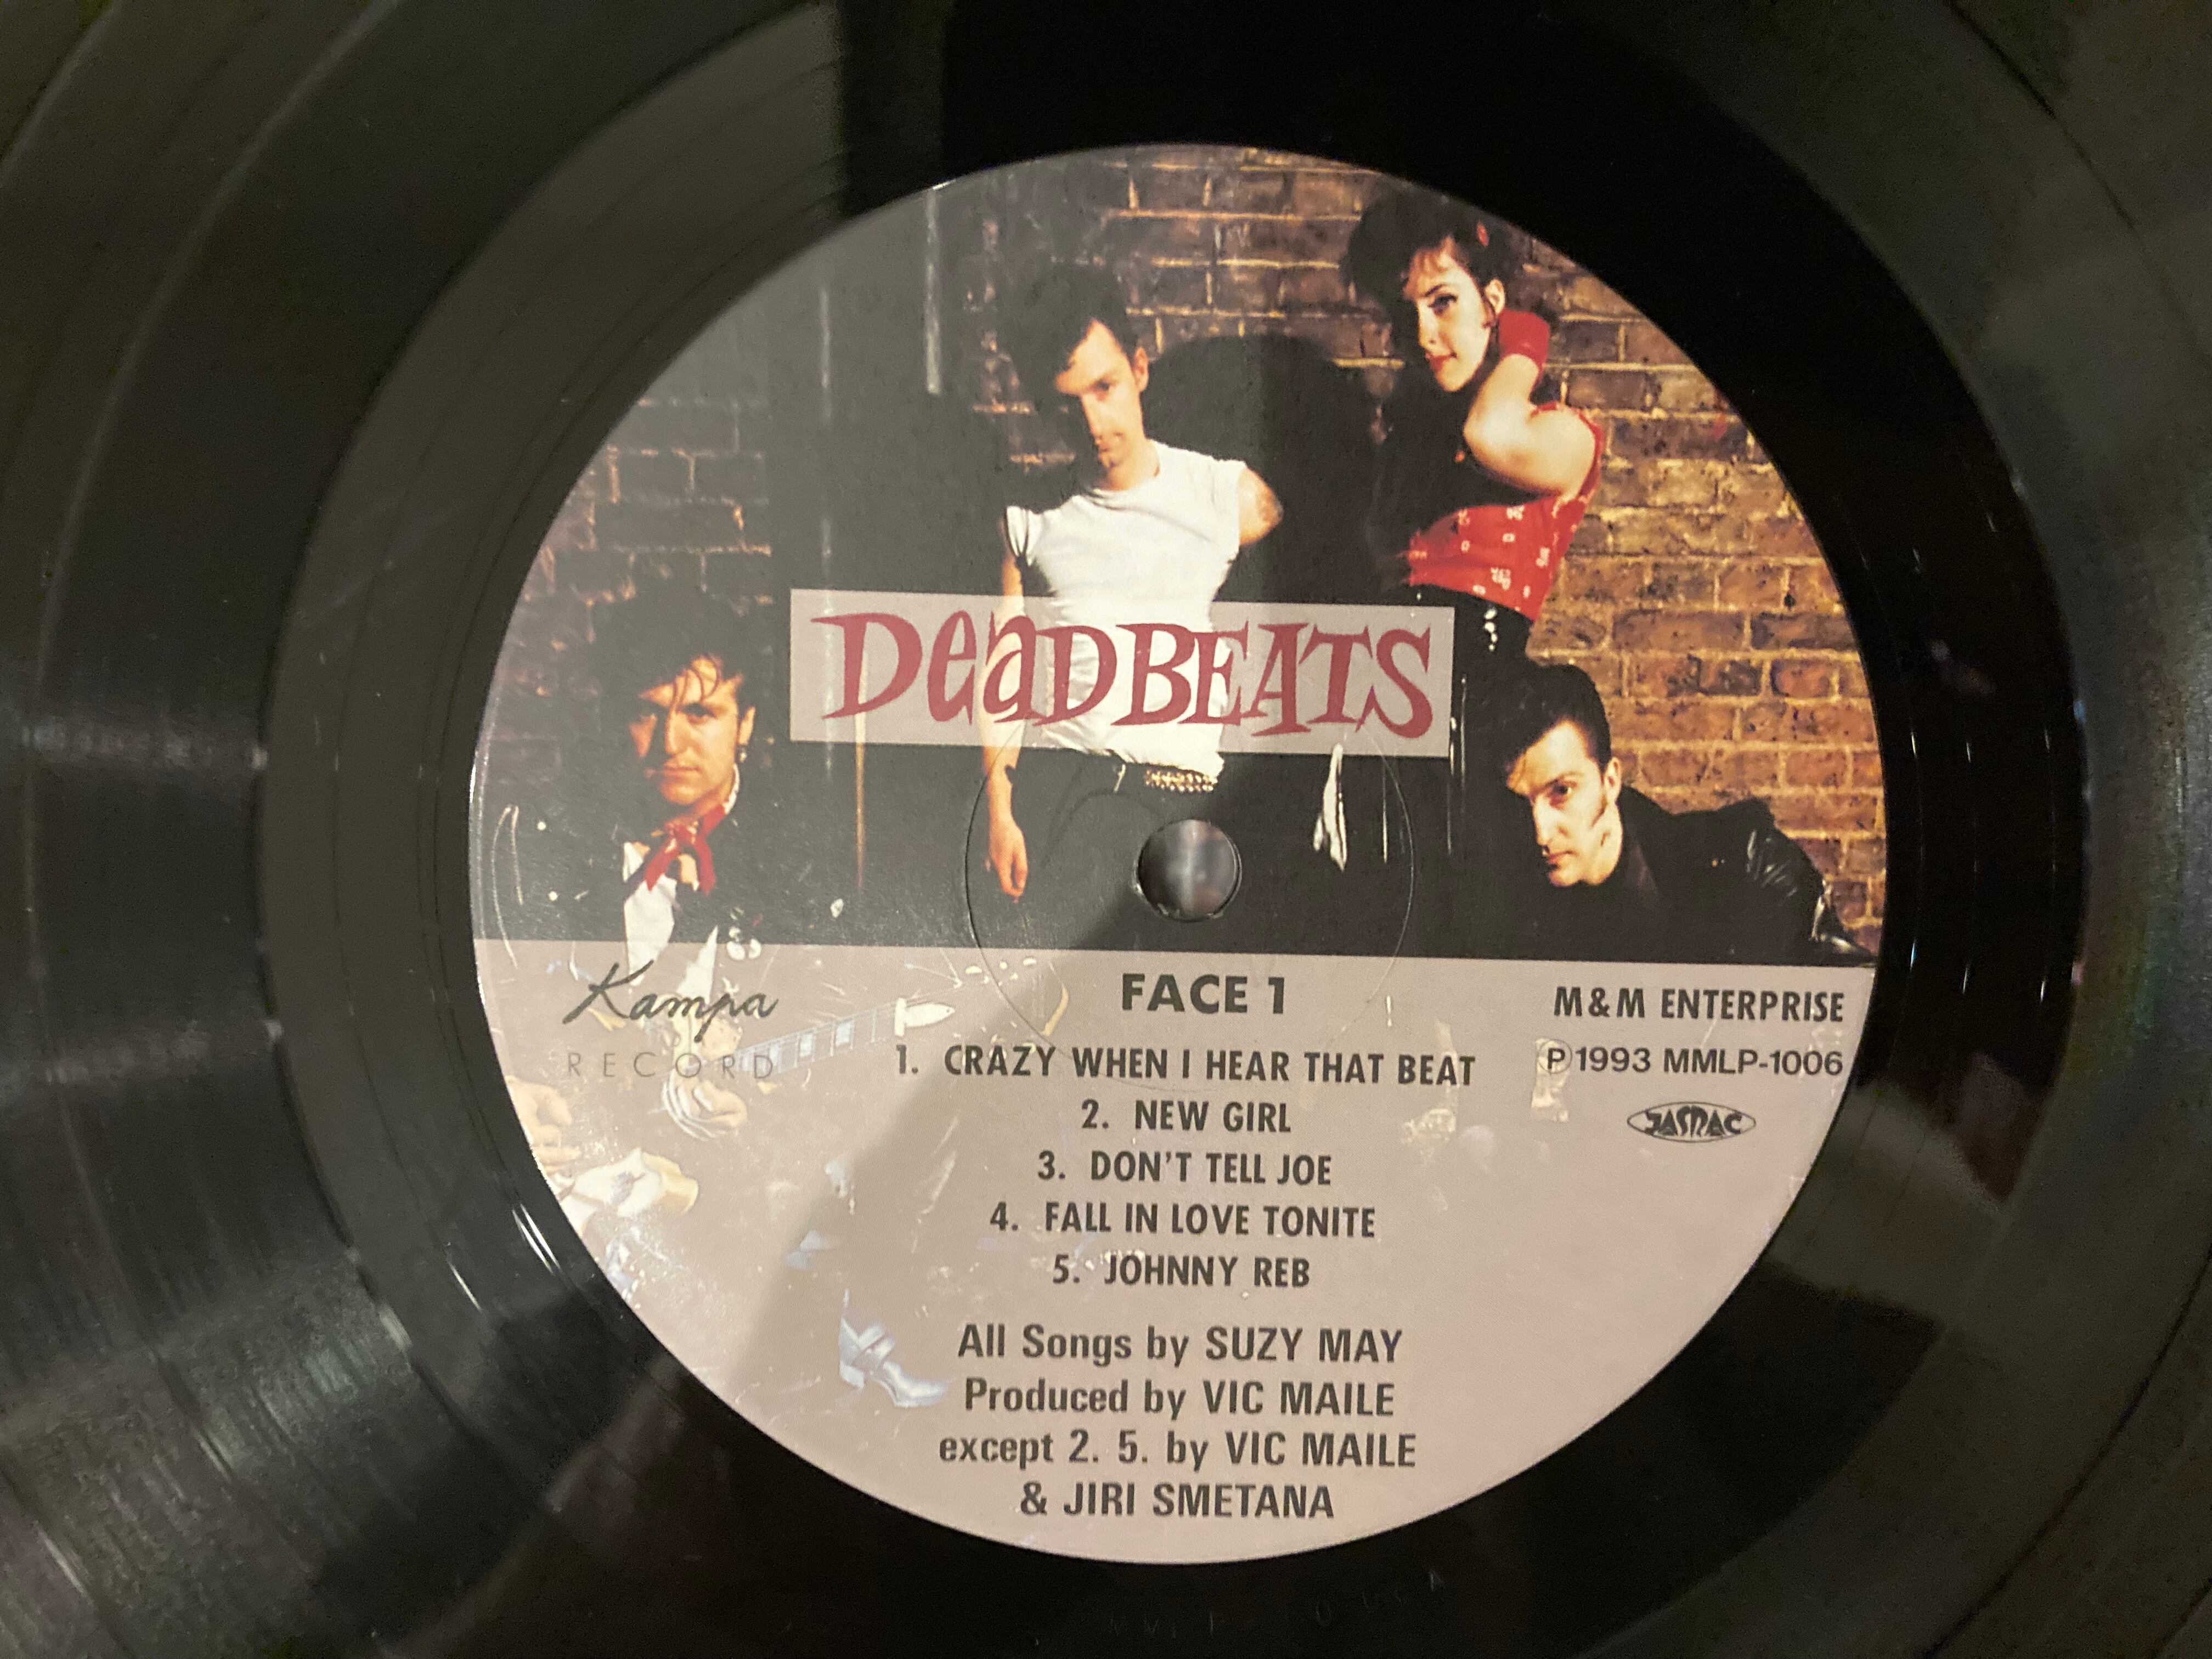 DeaDBEATS
Kampa
RECORD
FACE 1
M&M ENTERPRISE
Ⓟ1993 MMLP-1006
JASRAC
1. CRAZY WHEN I HEAR THAT BEAT
2. NEW GIRL
3. DON'T TELL JOE
4. FALL IN LOVE TONITE
5. JOHNNY REB
All Songs by SUZY MAY
Produced by VIC MAILE
except 2. 5. by VIC MAILE
& JIRI SMETANA